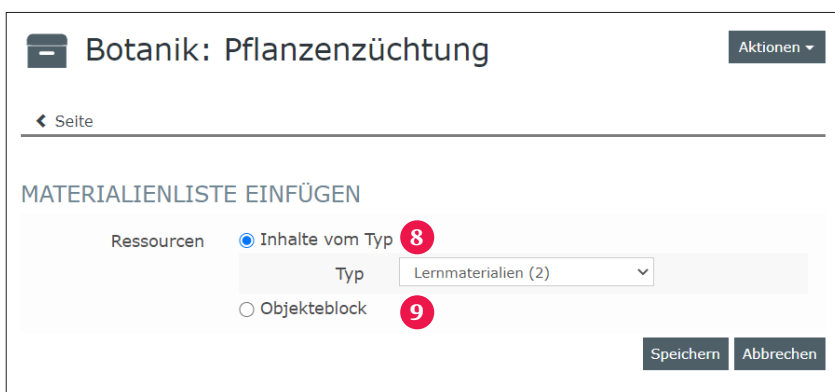 Botanik: Pflanzenzüchtung
Aktionen
Seite
MATERIALIENLISTE EINFÜGEN
Ressourcen Inhalte vom Typ 8
Typ Lernmaterialien (2)
Objekteblock 9
Speichern Abbrechen